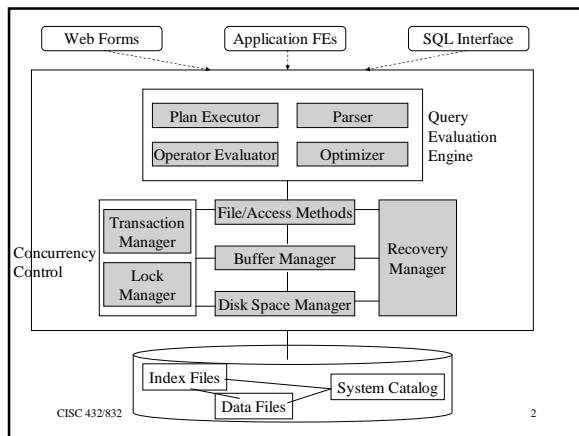 Web Forms
Application FEs
SQL Interface
Plan Executor
Parser
Operator Evaluator
Optimizer
Query
Evaluation
Engine
File/Access Methods
Transaction
Manager
Concurrency
Control
Lock
Manager
Buffer Manager
Disk Space Manager
Recovery
Manager
Index Files
System Catalog
Data Files
CISC 432/832
2